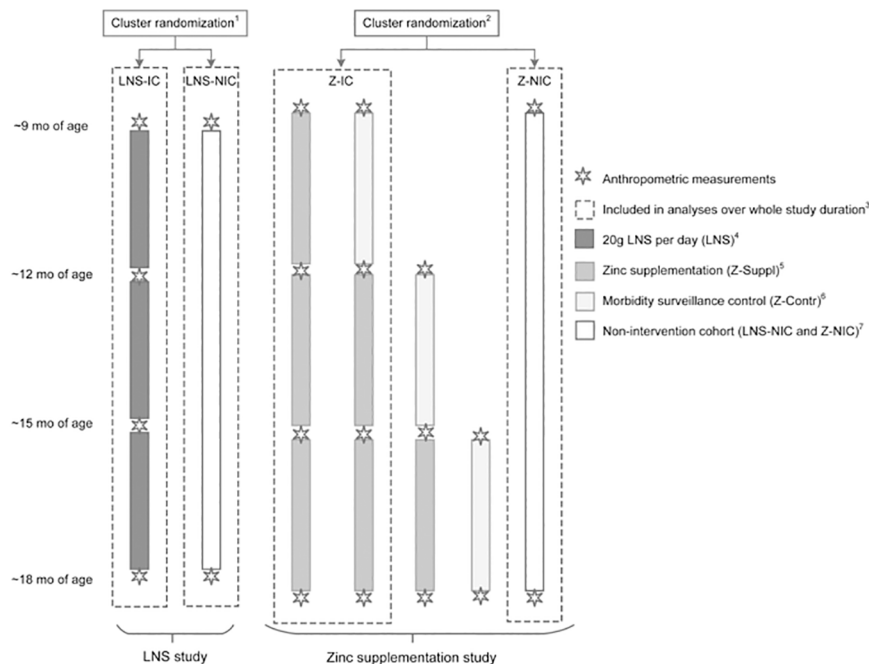 Cluster randomization1
Cluster randomization2
LNS-IC
LNS-NIC
Z-IC
Z-NIC
~9 mo of age
~12 mo of age
~15 mo of age
~18 mo of age
Anthropometric measurements
Included in analyses over whole study duration3
20g LNS per day (LNS)4
Zinc supplementation (Z-Suppl)5
Morbidity surveillance control (Z-Contr)6
Non-intervention cohort (LNS-NIC and Z-NIC)7
LNS study
Zinc supplementation study